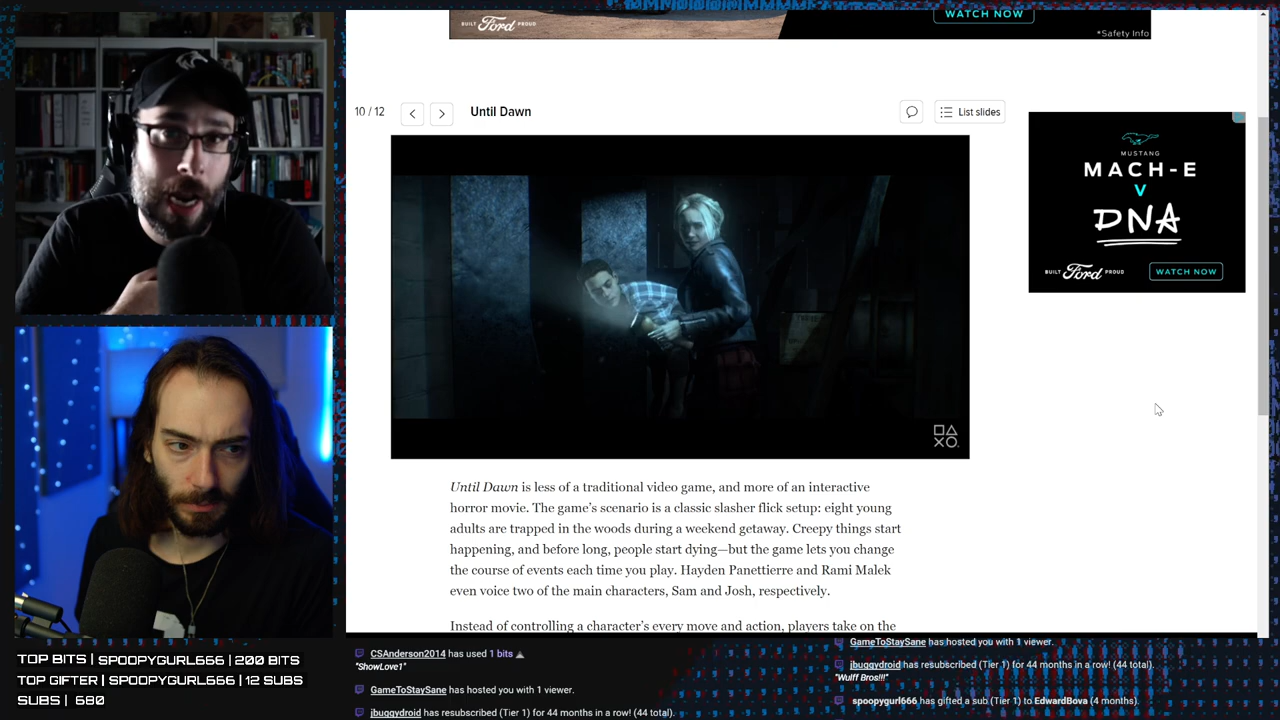 BUILT Ford PROUD
WATCH NOW
*Safety Info
10 / 12
Until Dawn
List slides
MUSTANG
MACH-E
V
DNA
BUILT Ford PROUD
WATCH NOW
Until Dawn is less of a traditional video game, and more of an interactive
horror movie. The game's scenario is a classic slasher flick setup: eight young
adults are trapped in the woods during a weekend getaway. Creepy things start
happening, and before long, people start dying—but the game lets you change
the course of events each time you play. Hayden Panettierre and Rami Malek
even voice two of the main characters, Sam and Josh, respectively.
Instead of controlling a character's every move and action, players take on the
TOP BITS | SPOOPYGURL666 | 200 BITS
TOP GIFTER | SPOOPYGURL666 | 12 SUBS
SUBS | 680
CSAnderson2014 has used 1 bits
"ShowLove1"
GameToStaySane has hosted you with 1 viewer.
jbuggydroid has resubscribed (Tier 1) for 44 months in a row! (44 total).
GameToStaySane has hosted you with 1 viewer.
jbuggydroid has resubscribed (Tier 1) for 44 months in a row! (44 total).
"Wulff Bros!!!"
spoopygurl666 has gifted a sub (Tier 1) to EdwardBova (4 months).